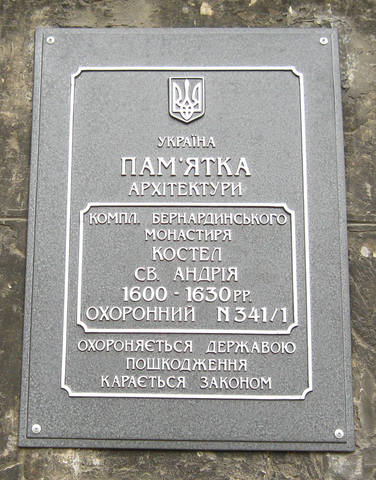 УКРАЇНА
ПАМ'ЯТКА
АРХІТЕКТУРИ
КОМПЛ. БЕРНАРДИНСЬКОГО
МОНАСТИРЯ
КОСТЕЛ
СВ. АНДРІЯ
1600 - 1630 РР.
ОХОРОННИЙ N 341/1
ОХОРОНЯЄТЬСЯ ДЕРЖАВОЮ
ПОШКОДЖЕННЯ
КАРАЄТЬСЯ ЗАКОНОМ